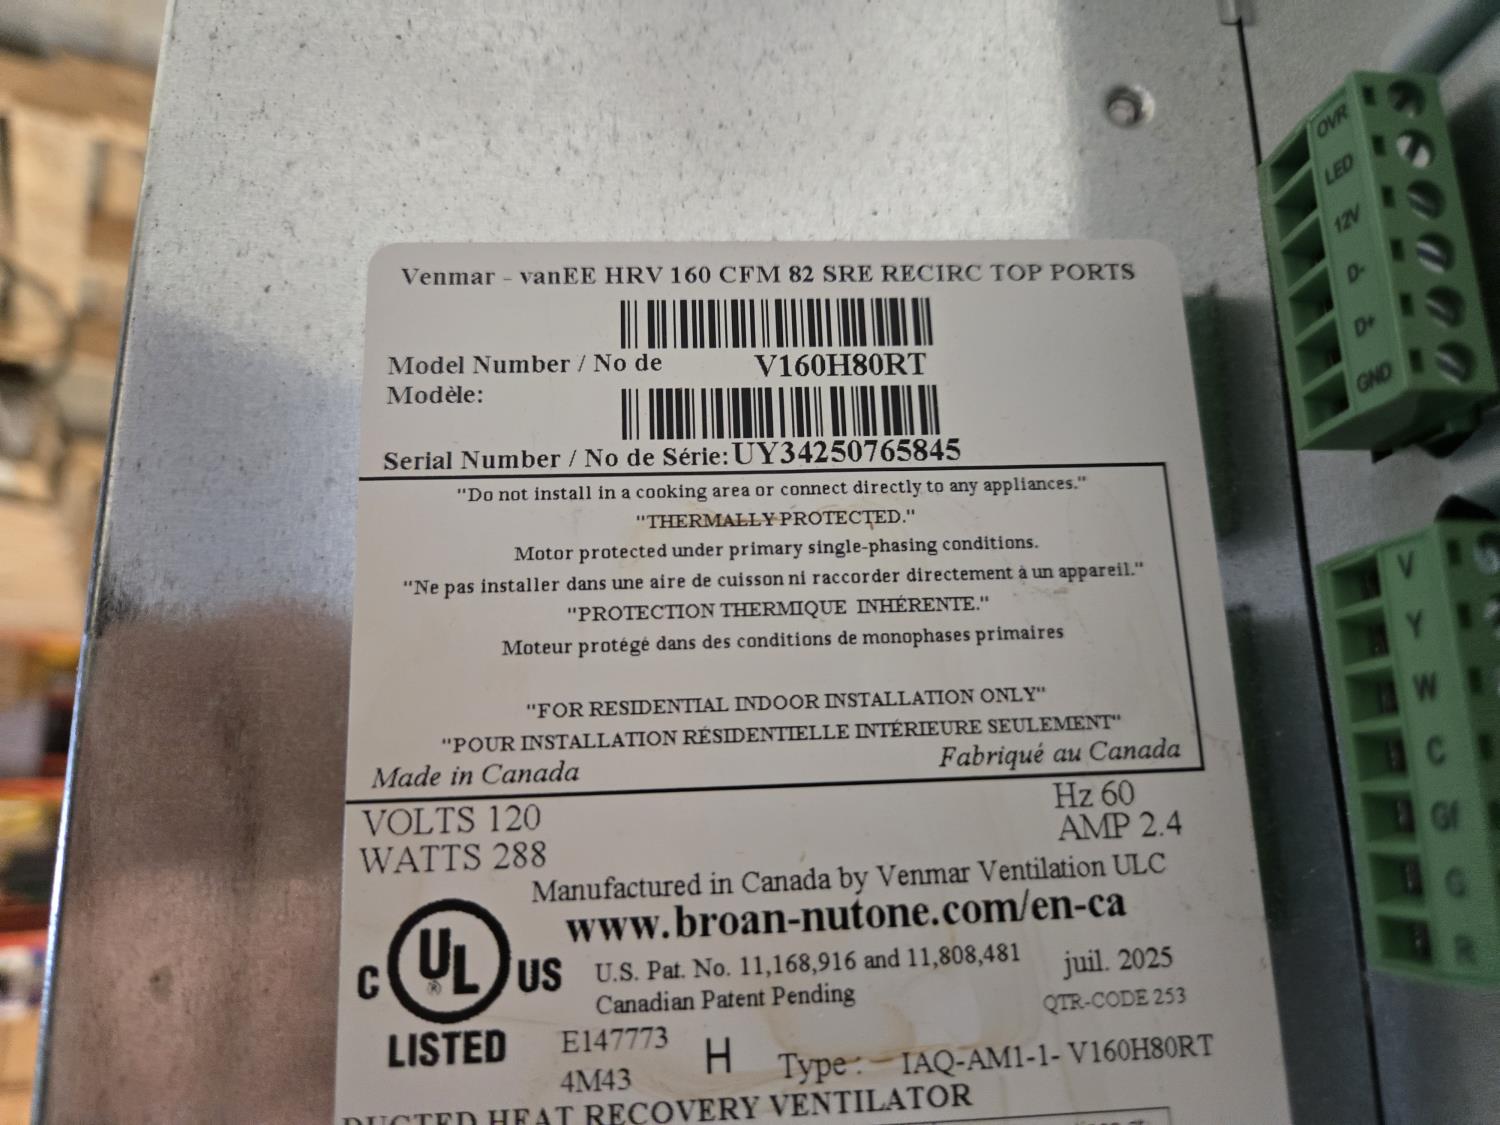 Venmar - vanEE HRV 160 CFM 82 SRE RECIRC TOP PORTS
Model Number / No de Modèle: V160H80RT
Serial Number / No de Série: UY34250765845
"Do not install in a cooking area or connect directly to any appliances."
"THERMALLY PROTECTED."
Motor protected under primary single-phasing conditions.
"Ne pas installer dans une aire de cuisson ni raccorder directement à un appareil."
"PROTECTION THERMIQUE INHÉRENTE."
Moteur protégé dans des conditions de monophases primaires
"FOR RESIDENTIAL INDOOR INSTALLATION ONLY"
"POUR INSTALLATION RÉSIDENTIELLE INTÉRIEURE SEULEMENT"
Made in Canada Fabriqué au Canada
VOLTS 120 Hz 60
WATTS 288 AMP 2.4
Manufactured in Canada by Venmar Ventilation ULC
www.broan-nutone.com/en-ca
C UL ® US
LISTED
U.S. Pat. No. 11,168,916 and 11,808,481 juil. 2025
Canadian Patent Pending QTR-CODE 253
E147773
4M43
H Type : IAQ-AM1-1- V160H80RT
DUCTED HEAT RECOVERY VENTILATOR
OVR
LED
12V
D-
D+
GND
V
Y
W
C
Gf
G
R